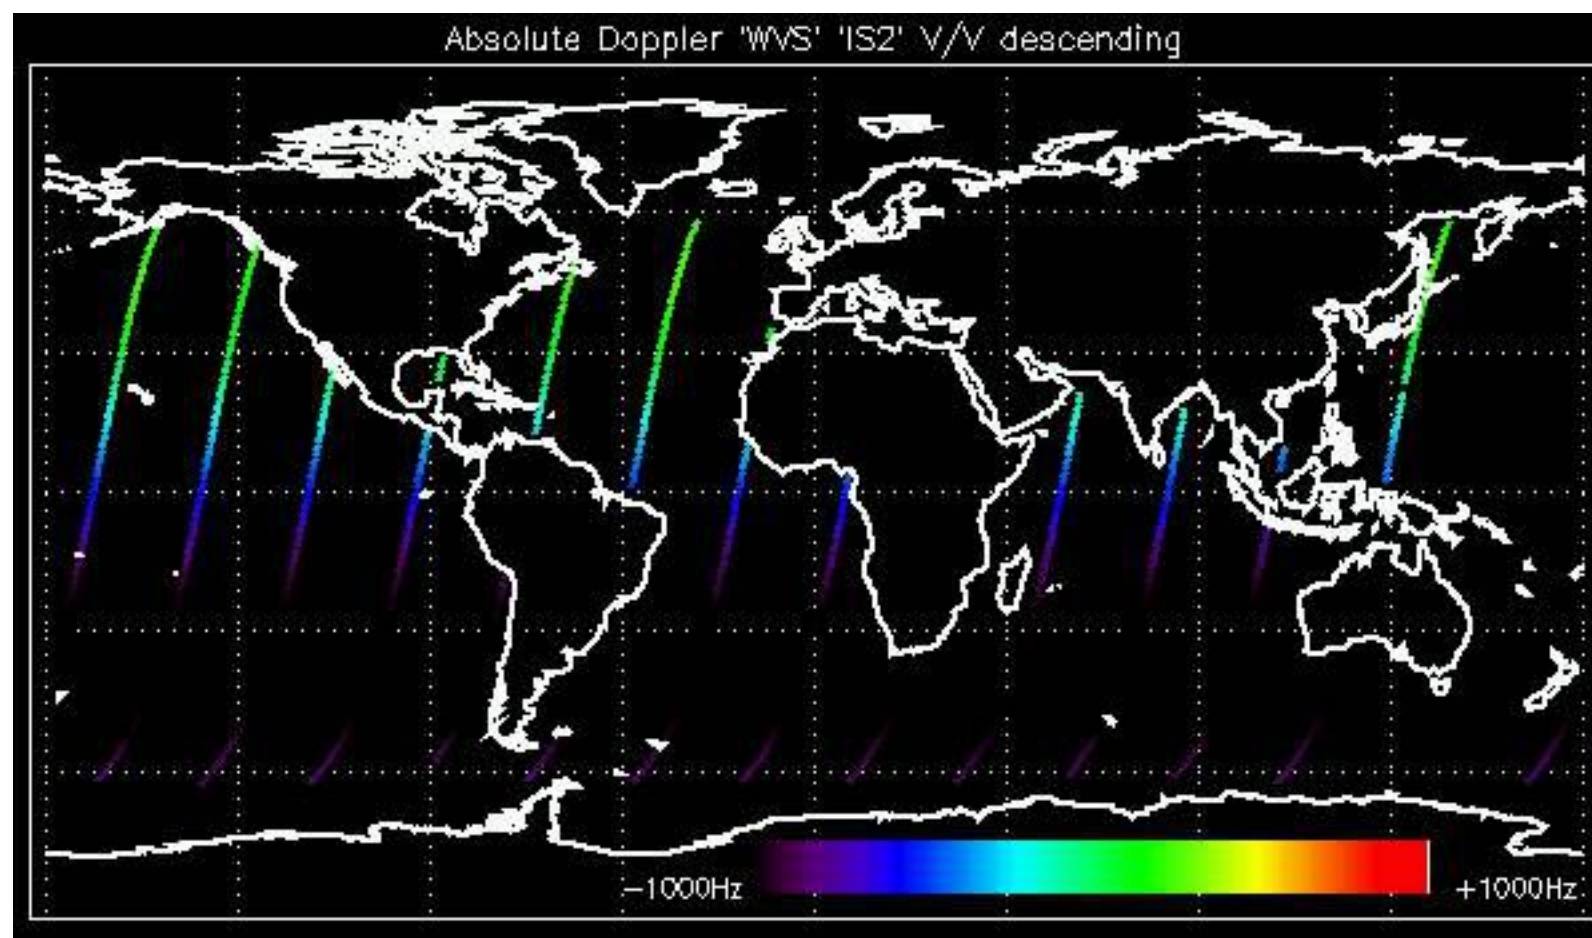 Absolute Doppler 'WVS' 'IS2' V/V descending
-1000Hz
+1000Hz